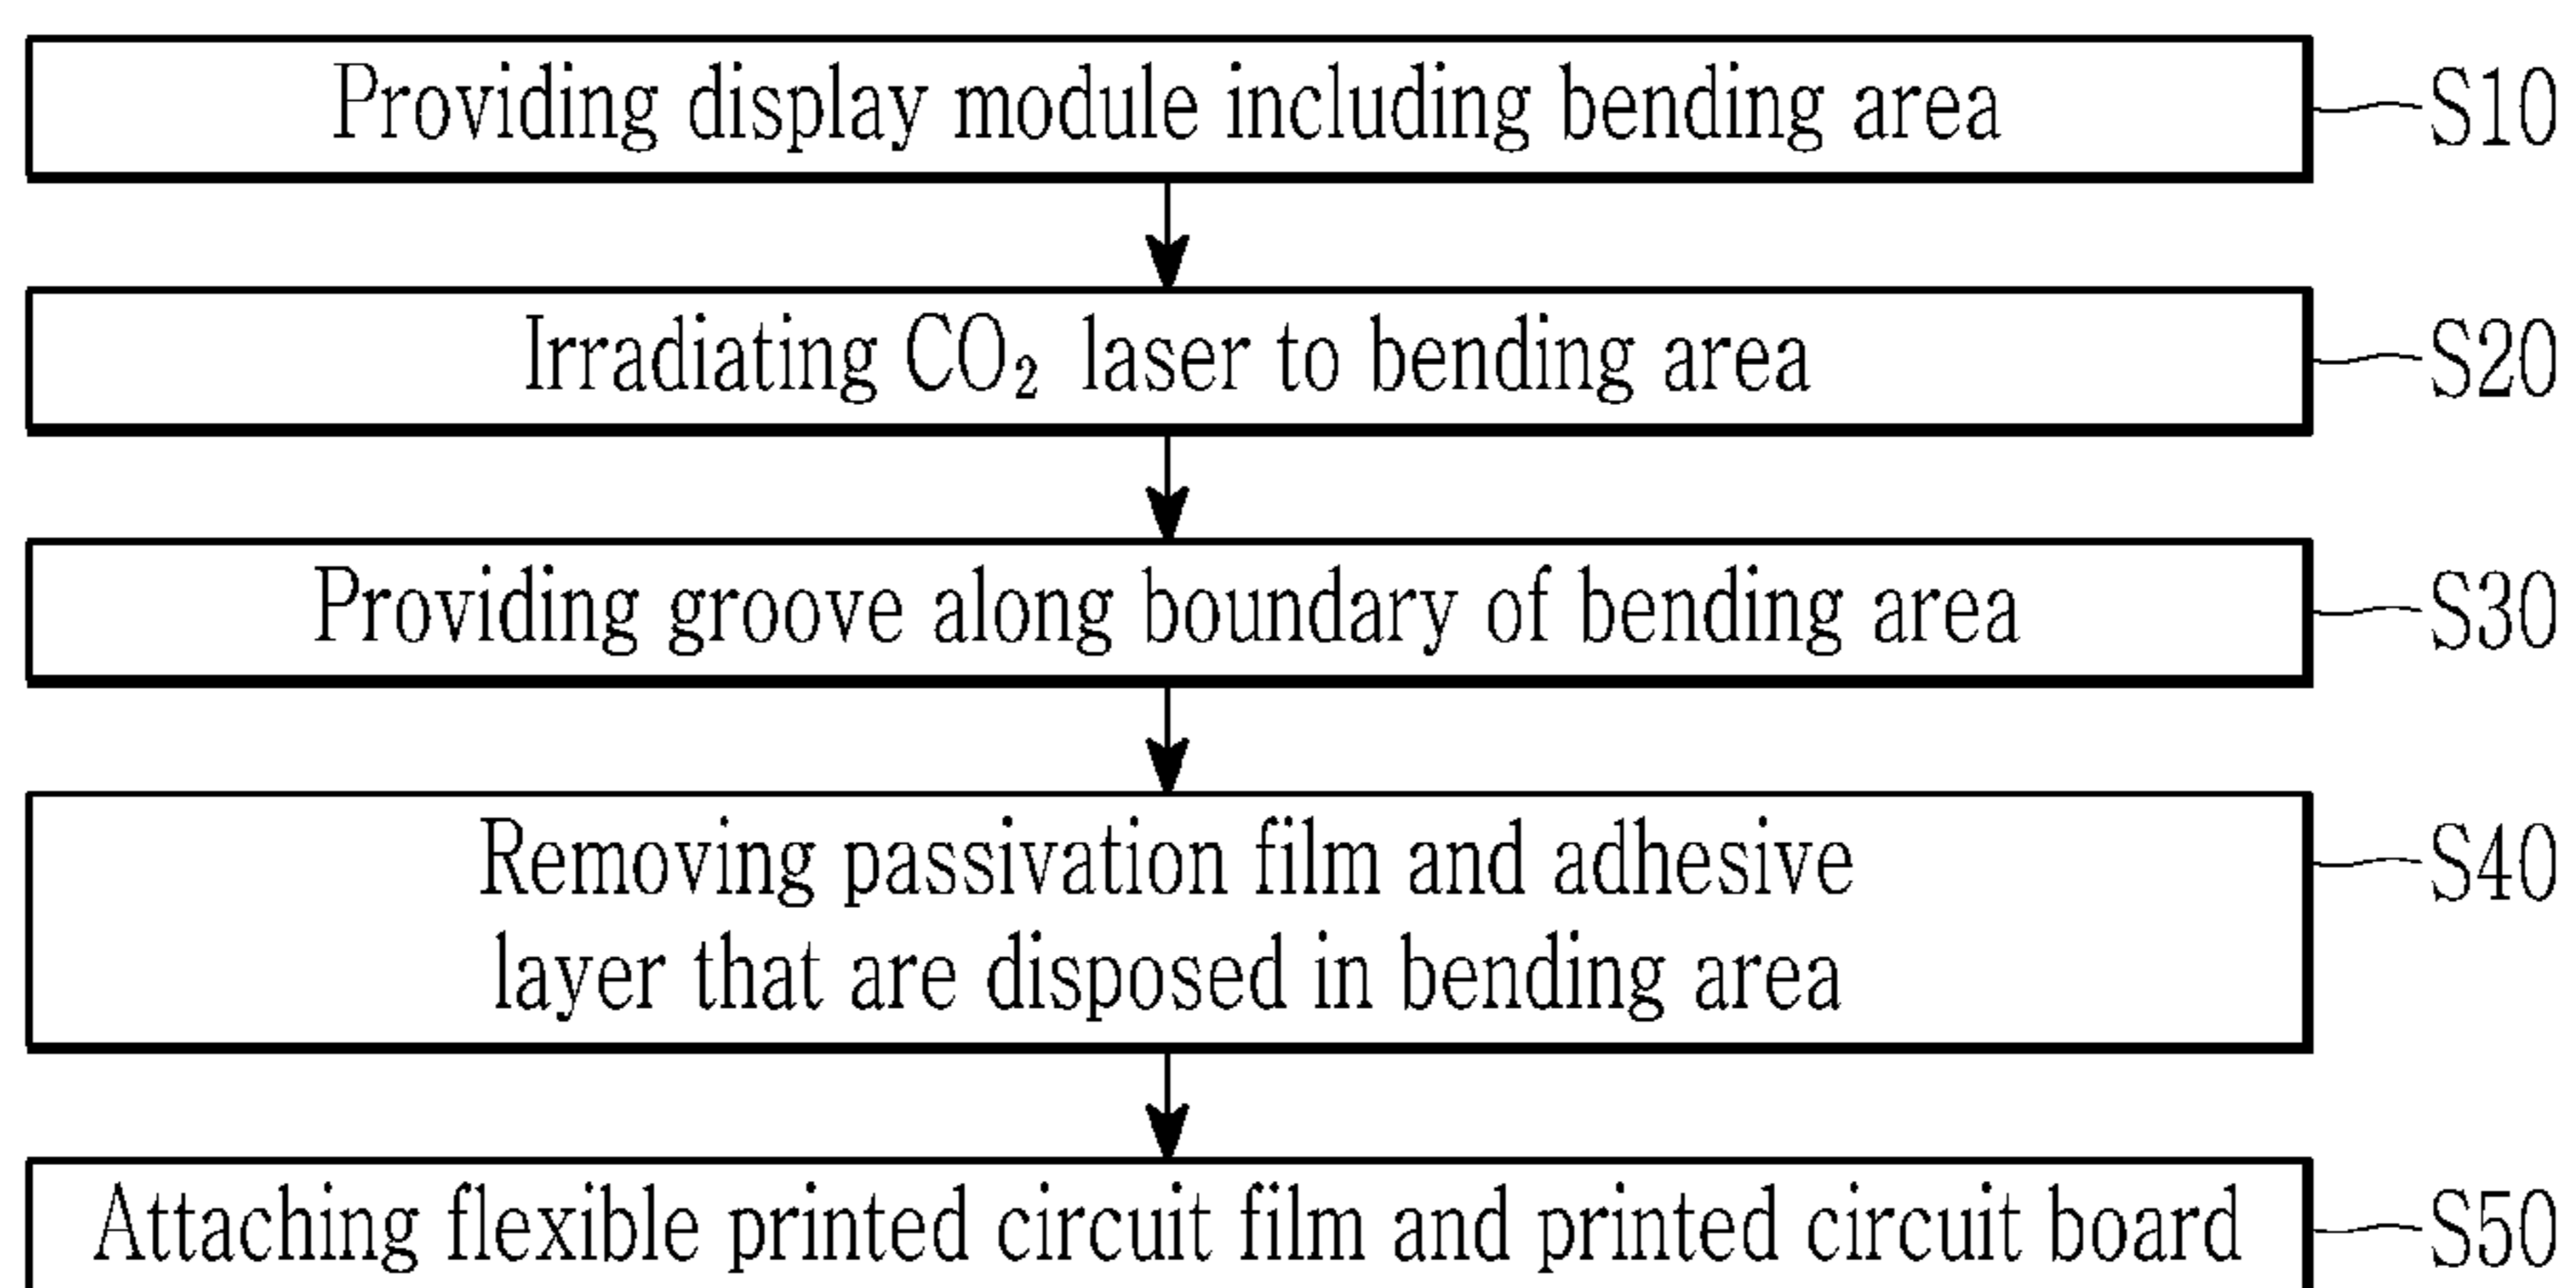 Providing display module including bending area S10
Irradiating CO₂ laser to bending area S20
Providing groove along boundary of bending area S30
Removing passivation film and adhesive S40
layer that are disposed in bending area
Attaching flexible printed circuit film and printed circuit board S50